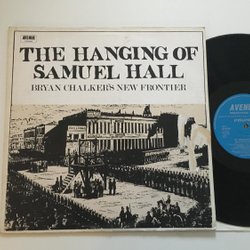 AVENUE
THE HANGING OF
SAMUEL HALL
BRYAN CHALKER'S NEW FRONTIER
AVENUE